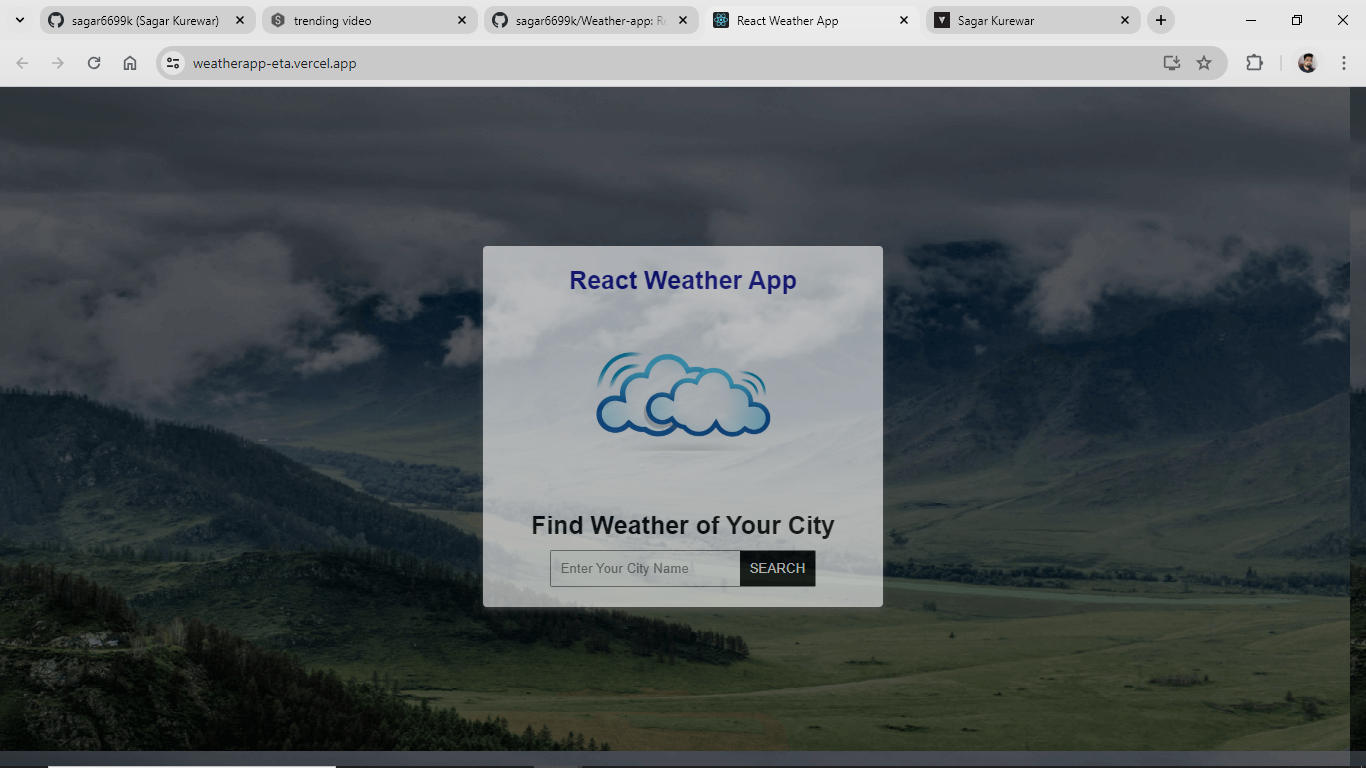 sagar6699k (Sagar Kurewar)
trending video
sagar6699k/Weather-app: R
React Weather App
Sagar Kurewar
weatherapp-eta.vercel.app
React Weather App
Find Weather of Your City
Enter Your City Name
SEARCH